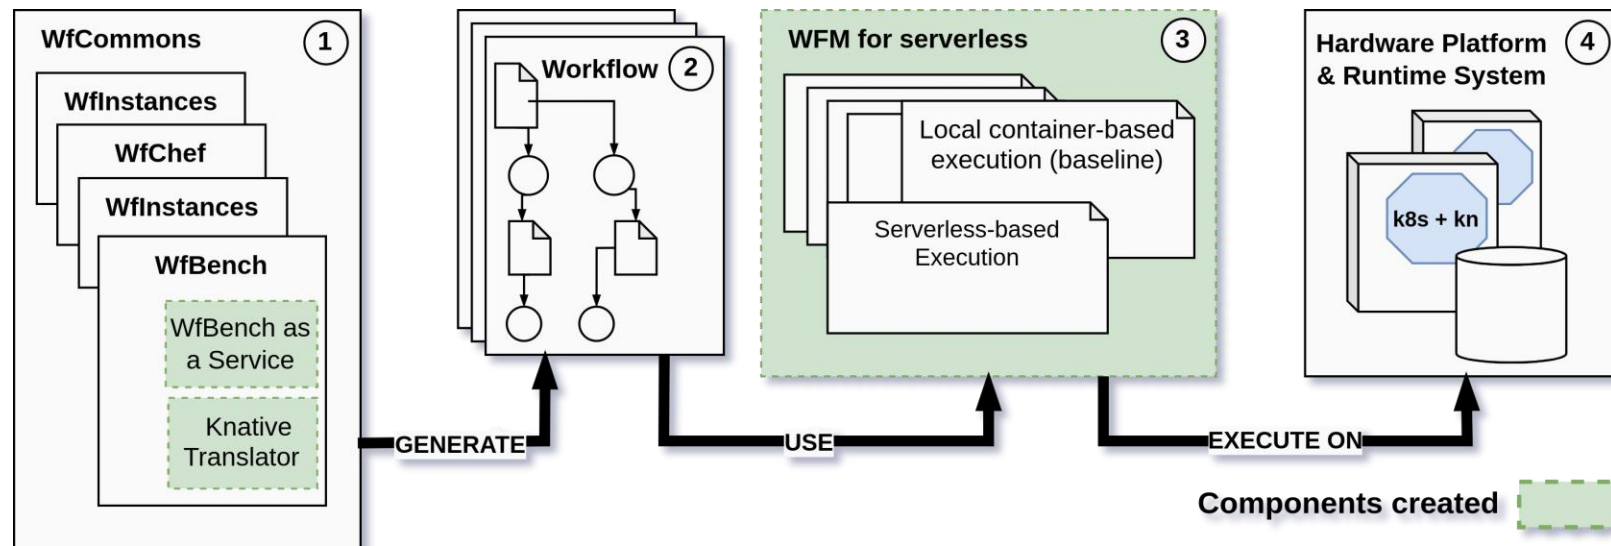 WfCommons
1
WfInstances
WfChef
WfInstances
WfBench
WfBench as
a Service
Knative
Translator
GENERATE
Workflow
2
USE
WFM for serverless
3
Local container-based
execution (baseline)
Serverless-based
Execution
EXECUTE ON
Hardware Platform
& Runtime System
4
k8s + kn
Components created